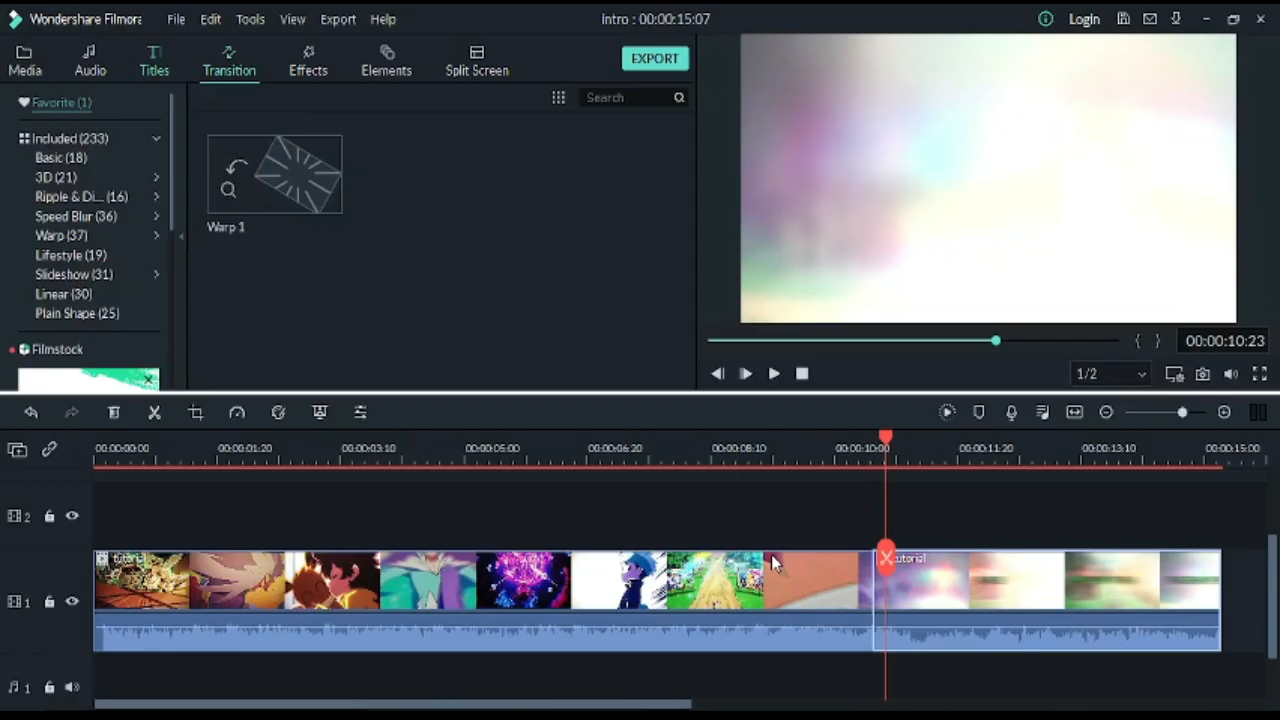 Wondershare Filmora File Edit Tools View Export Help Intro : 00:00:15:07 Login
Media Audio Titles Transition Effects Elements Split Screen EXPORT
Favorite (1)
Search
Included (233)
Basic (18)
3D (21)
Ripple & Di... (16)
Speed Blur (36)
Warp (37)
Lifestyle (19)
Slideshow (31)
Linear (30)
Plain Shape (25)
Filmstock
Warp 1
00:00:10:23
1/2
00:00:00:00 00:00:01:20 00:00:03:10 00:00:05:00 00:00:06:20 00:00:08:10 00:00:10:00 00:00:11:20 00:00:13:10 00:00:15:00
2
tutorial tutorial
1
1